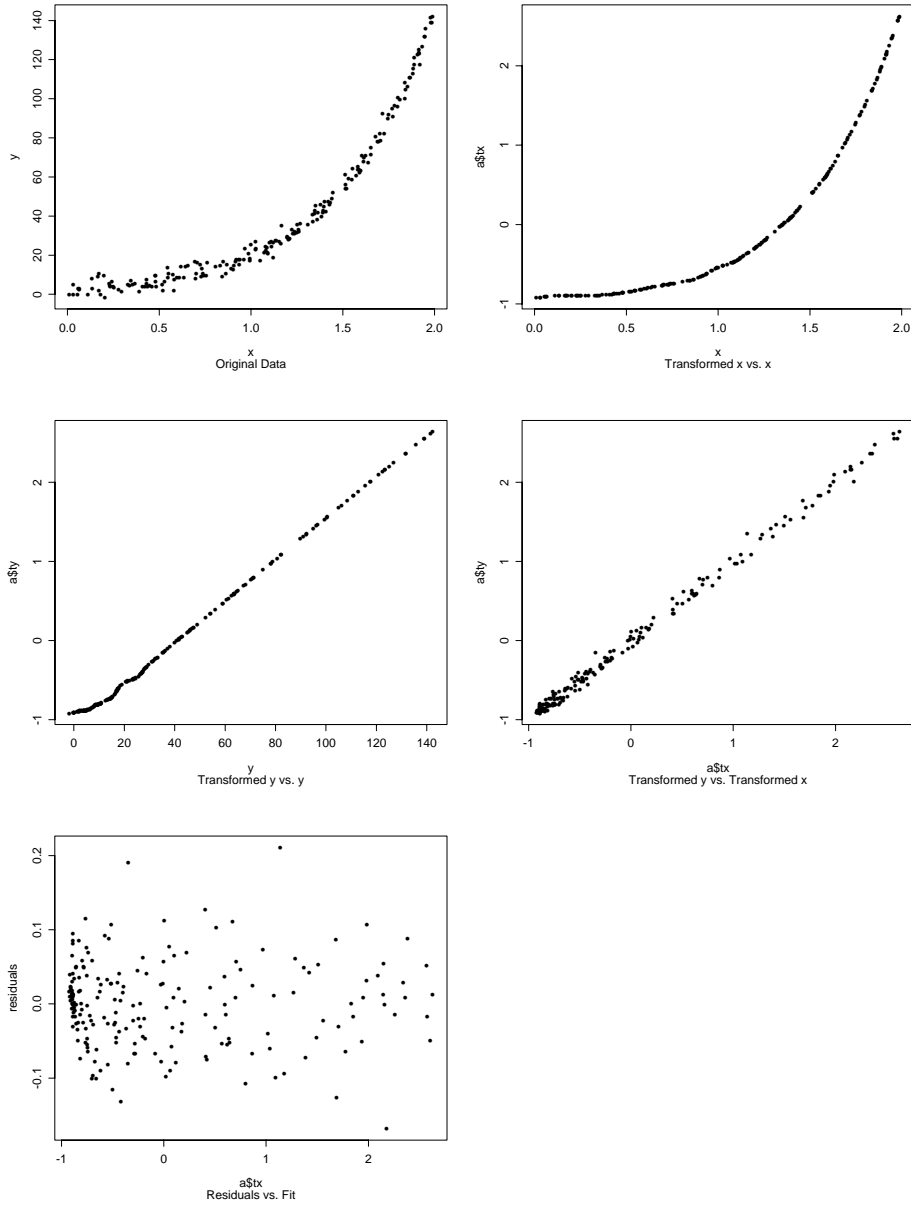 140
120
100
80
60
40
20
0
y
0.0 0.5 1.0 1.5 2.0
x
Original Data
2
1
0
-1
a$tx
0.0 0.5 1.0 1.5 2.0
x
Transformed x vs. x
2
1
0
-1
a$ty
0 20 40 60 80 100 120 140
y
Transformed y vs. y
2
1
0
-1
a$ty
-1 0 1 2
a$tx
Transformed y vs. Transformed x
0.2
0.1
0.0
-0.1
residuals
-1 0 1 2
a$tx
Residuals vs. Fit